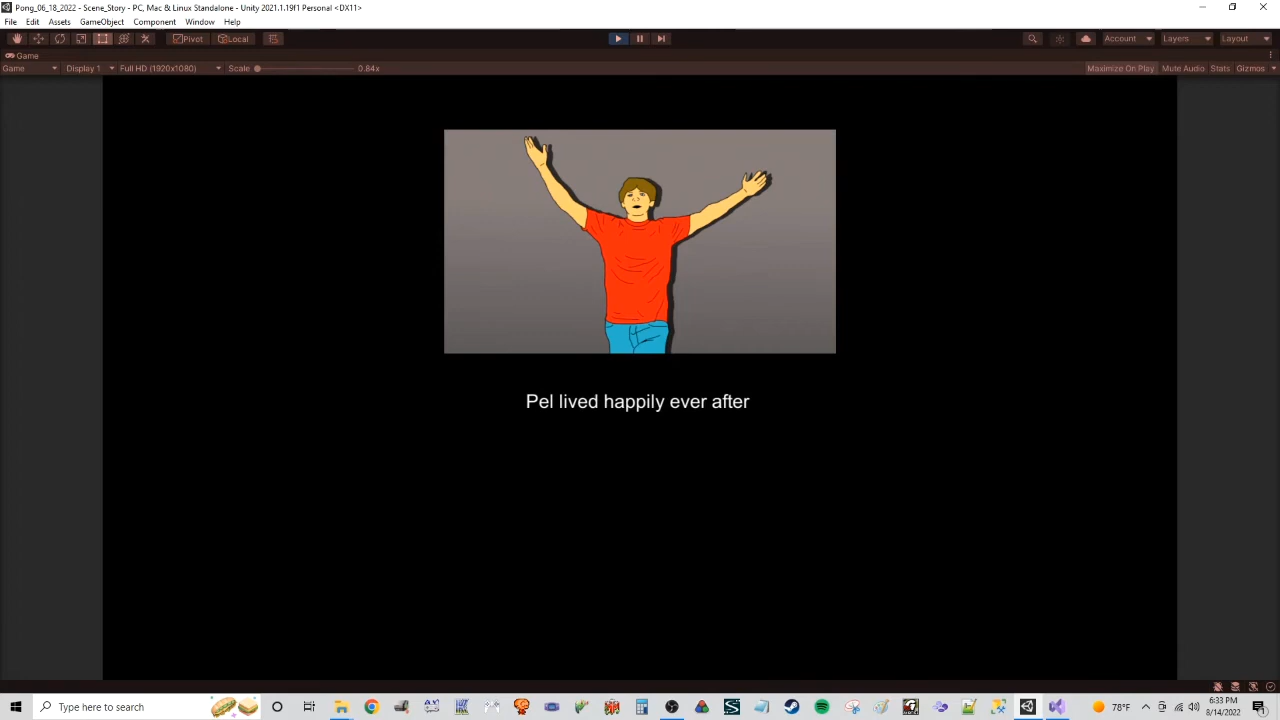 Pong_06_18_2022 - Scene_Story - PC, Mac & Linux Standalone - Unity 2021.1.19f1 Personal <DX11>
File Edit Assets GameObject Component Window Help
Pivot Local Account Layers Layout
Game
Game Display 1 Full HD (1920x1080) Scale 0.84x Maximize On Play Mute Audio Stats Gizmos
Pel lived happily ever after
Type here to search
78°F
6:33 PM
8/14/2022